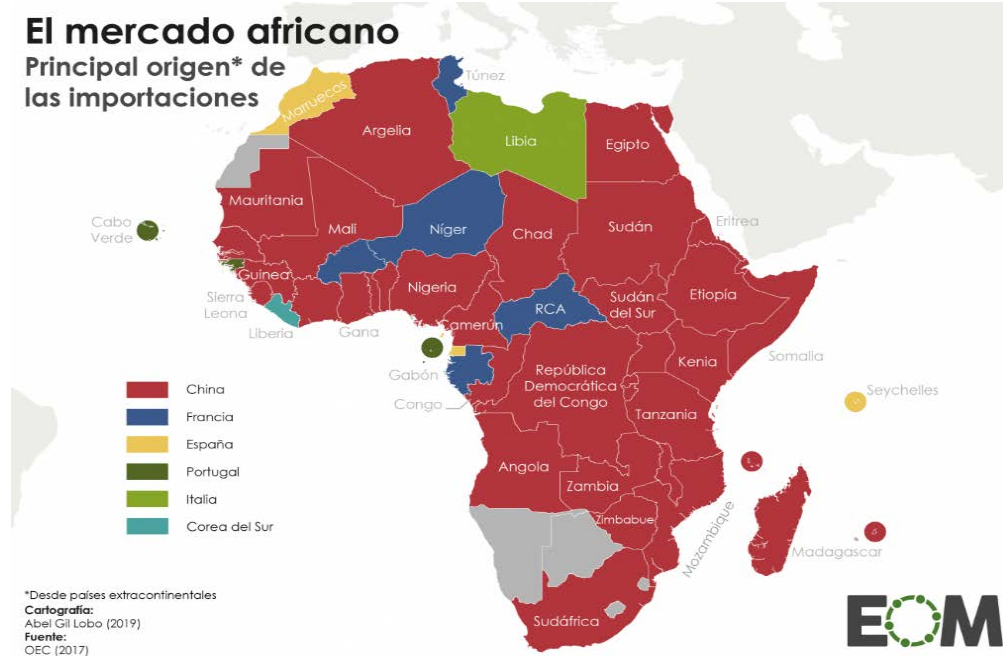 El mercado africano
Principal origen* de
las importaciones
Túnez
Marruecos
Argelia
Libia
Egipto
Mauritania
Cabo
Verde
Malí
Níger
Chad
Sudán
Eritrea
Guinea
Nigeria
Sierra
Leona
Liberia
Gana
Camerún
RCA
Sudán
del Sur
Etiopía
Somalia
Gabón
Congo
República
Democrática
del Congo
Kenia
Seychelles
Tanzania
Angola
Zambia
Zimbabue
Mozambique
Madagascar
Sudáfrica
China
Francia
España
Portugal
Italia
Corea del Sur
*Desde países extracontinentales
Cartografía:
Abel Gil Lobo (2019)
Fuente:
OEC (2017)
EOM